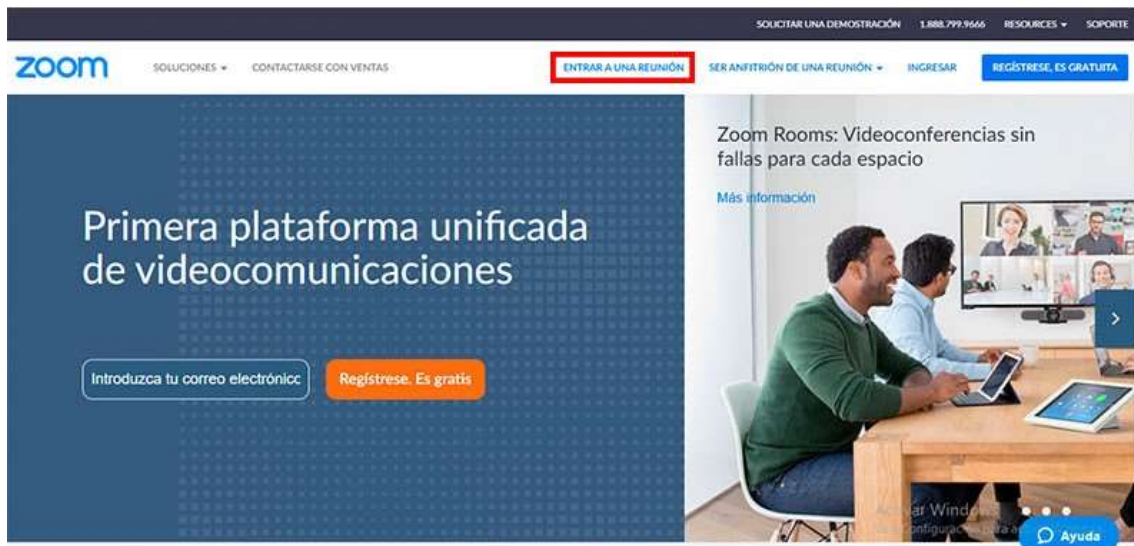 SOLICITAR UNA DEMOSTRACIÓN 1.888.799.9666 RESOURCES SOPORTE
zoom SOLUCIONES CONTACTARSE CON VENTAS ENTRAR A UNA REUNIÓN SER ANFITRIÓN DE UNA REUNIÓN INGRESAR REGÍSTRESE, ES GRATUITA
Zoom Rooms: Videoconferencias sin
fallas para cada espacio
Más información
Primera plataforma unificada
de videocomunicaciones
Introduzca tu correo electrónicc Regístrese. Es gratis
Ayuda